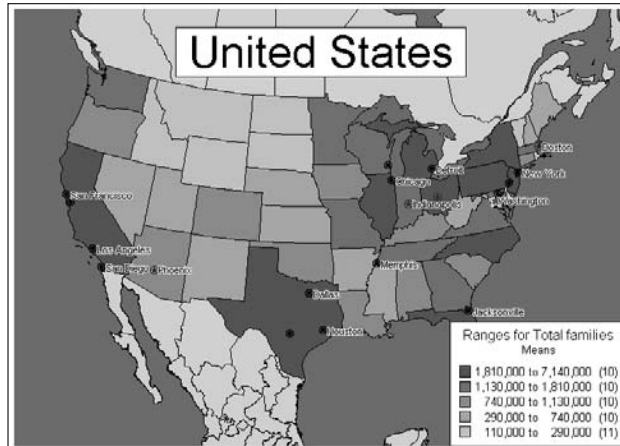 United States
Boston
Detroit
Chicago
New York
Indianapolis
Washington
San Francisco
Los Angeles
San Diego
Phoenix
Memphis
Dallas
Houston
Jacksonville
Ranges for Total families
Means
1,810,000 to 7,140,000 (10)
1,130,000 to 1,810,000 (10)
740,000 to 1,130,000 (10)
290,000 to 740,000 (10)
110,000 to 290,000 (11)